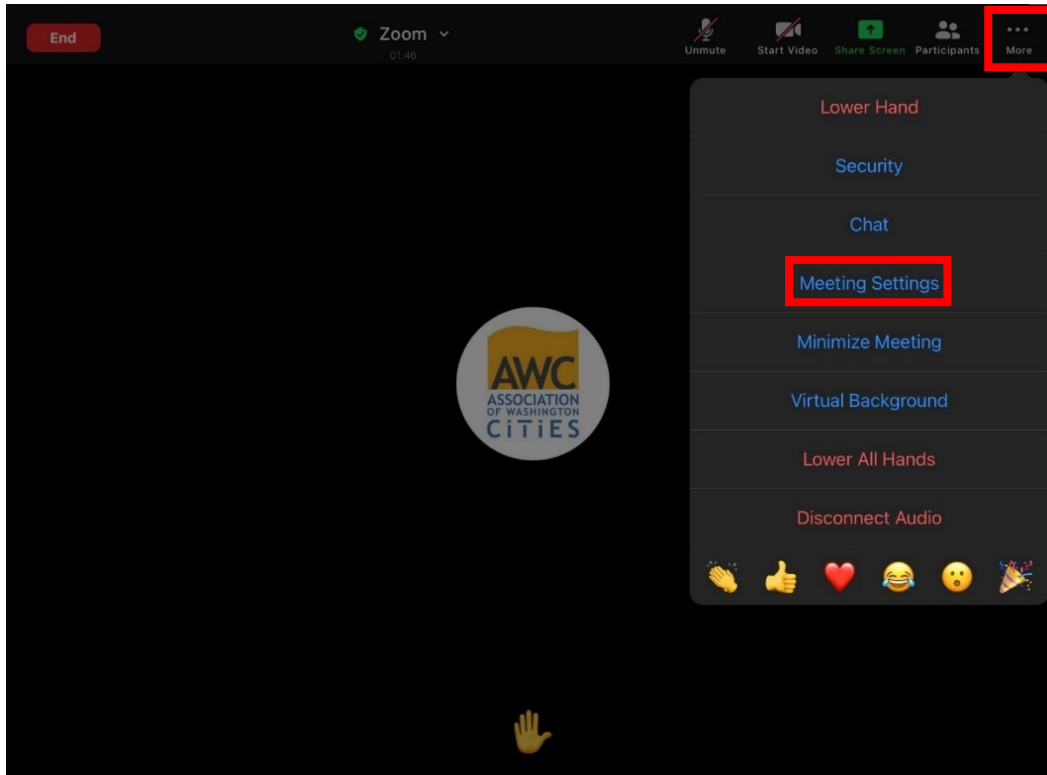 End
Zoom
01:46
Unmute
Start Video
Share Screen
Participants
More
Lower Hand
Security
Chat
Meeting Settings
Minimize Meeting
Virtual Background
Lower All Hands
Disconnect Audio
AWC
ASSOCIATION
OF WASHINGTON
CiTiES